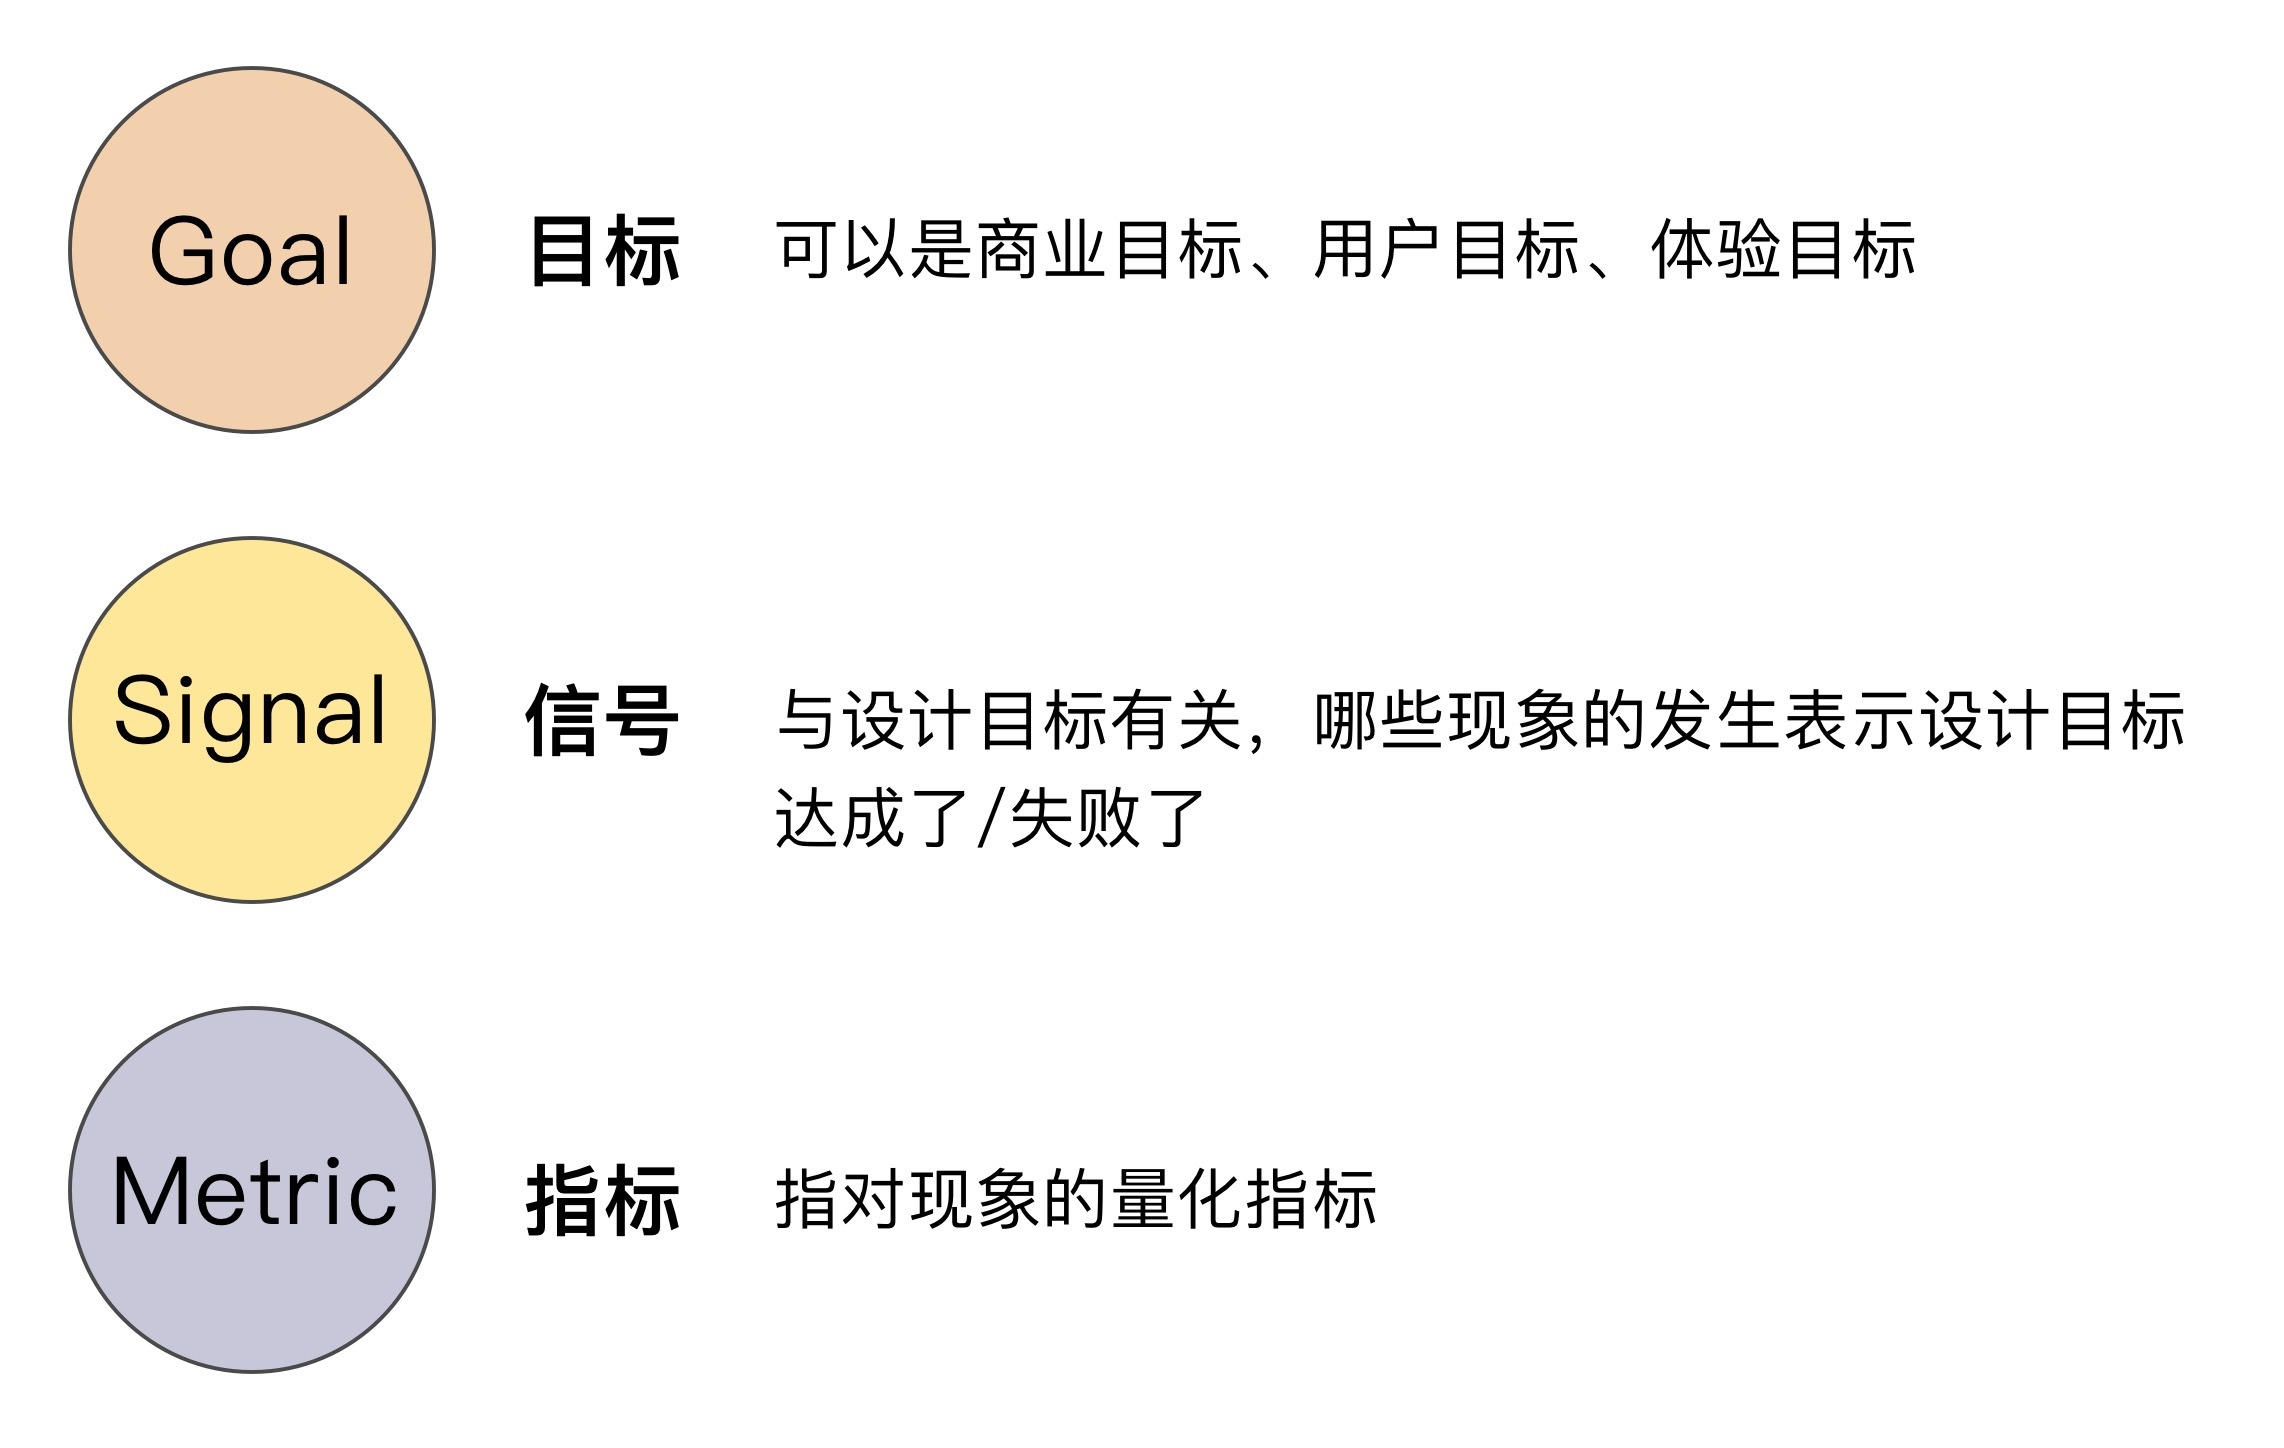 Goal
目标 可以是商业目标、用户目标、体验目标
Signal
信号 与设计目标有关，哪些现象的发生表示设计目标
达成了/失败了
Metric
指标 指对现象的量化指标